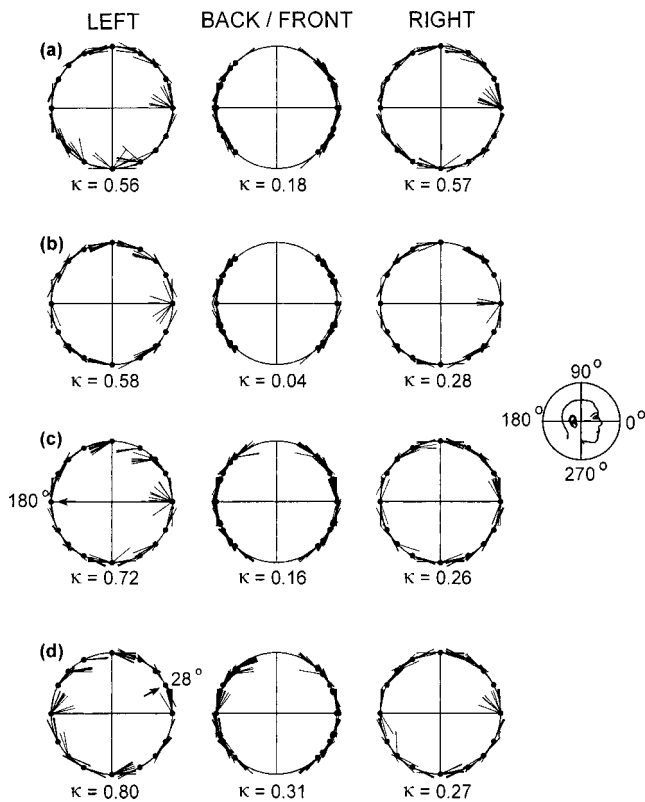 LEFT BACK / FRONT RIGHT
(a)
κ = 0.56 κ = 0.18 κ = 0.57
(b)
κ = 0.58 κ = 0.04 κ = 0.28
90°
180° 0°
270°
(c)
180°
κ = 0.72 κ = 0.16 κ = 0.26
(d)
28°
κ = 0.80 κ = 0.31 κ = 0.27